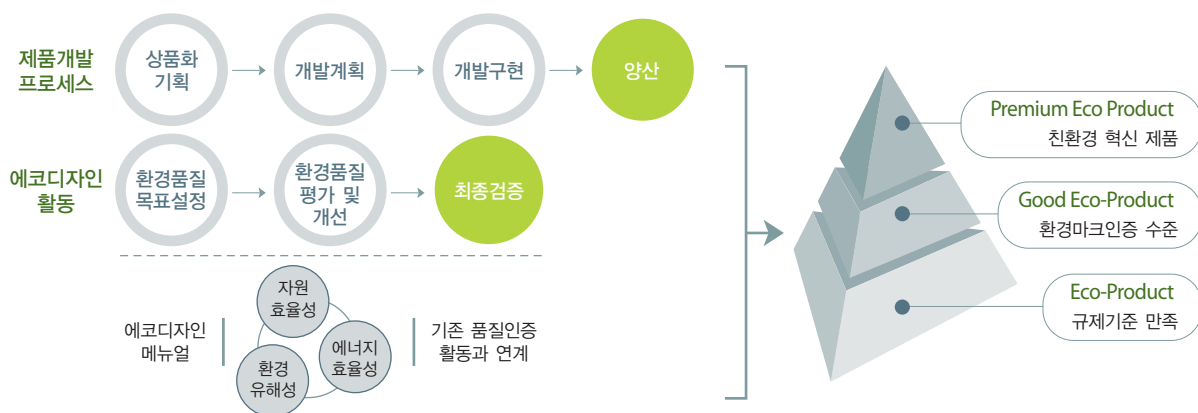 제품개발
프로세스
상품화
기획
개발계획
개발구현
양산
에코디자인
활동
환경품질
목표설정
환경품질
평가 및
개선
최종검증
에코디자인
메뉴얼
자원
효율성
에너지
효율성
환경
유해성
기존 품질인증
활동과 연계
Premium Eco Product
친환경 혁신 제품
Good Eco-Product
환경마크인증 수준
Eco-Product
규제기준 만족